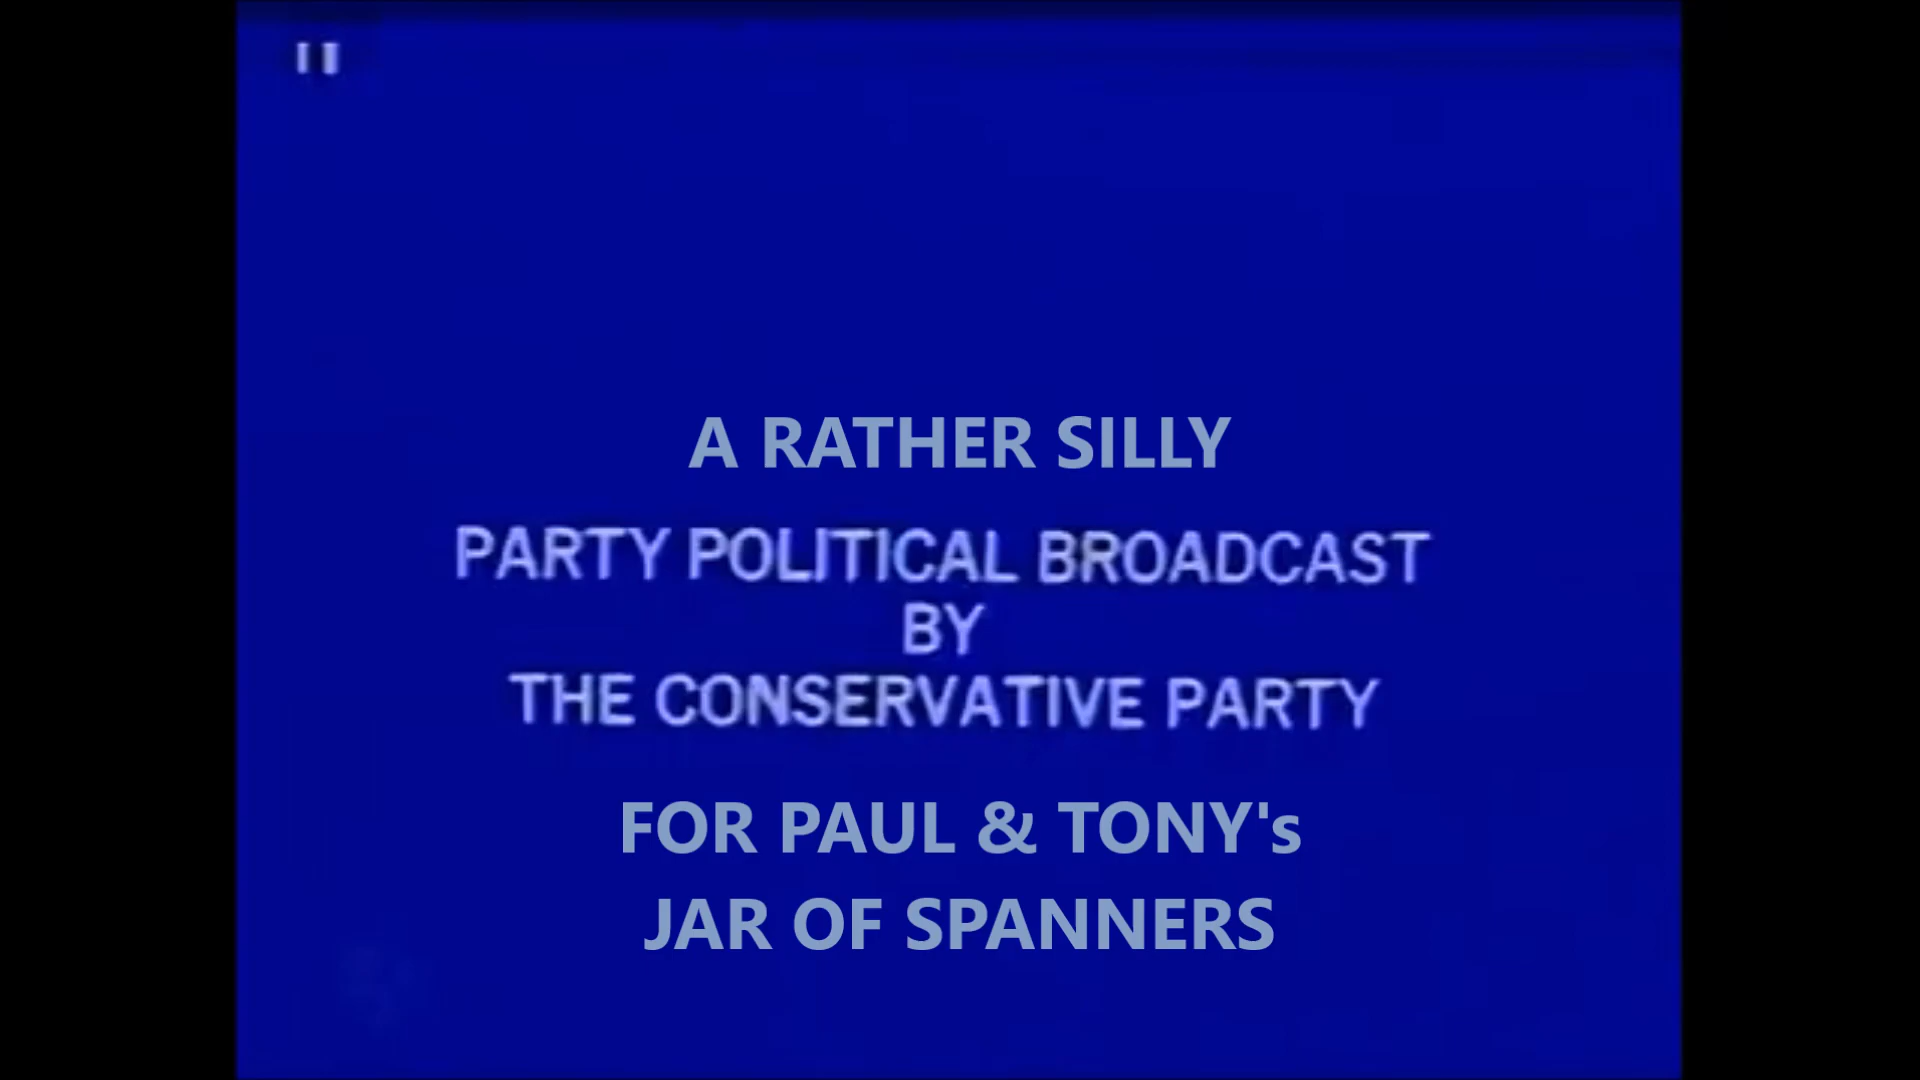 A RATHER SILLY
PARTY POLITICAL BROADCAST
BY
THE CONSERVATIVE PARTY
FOR PAUL & TONY's
JAR OF SPANNERS